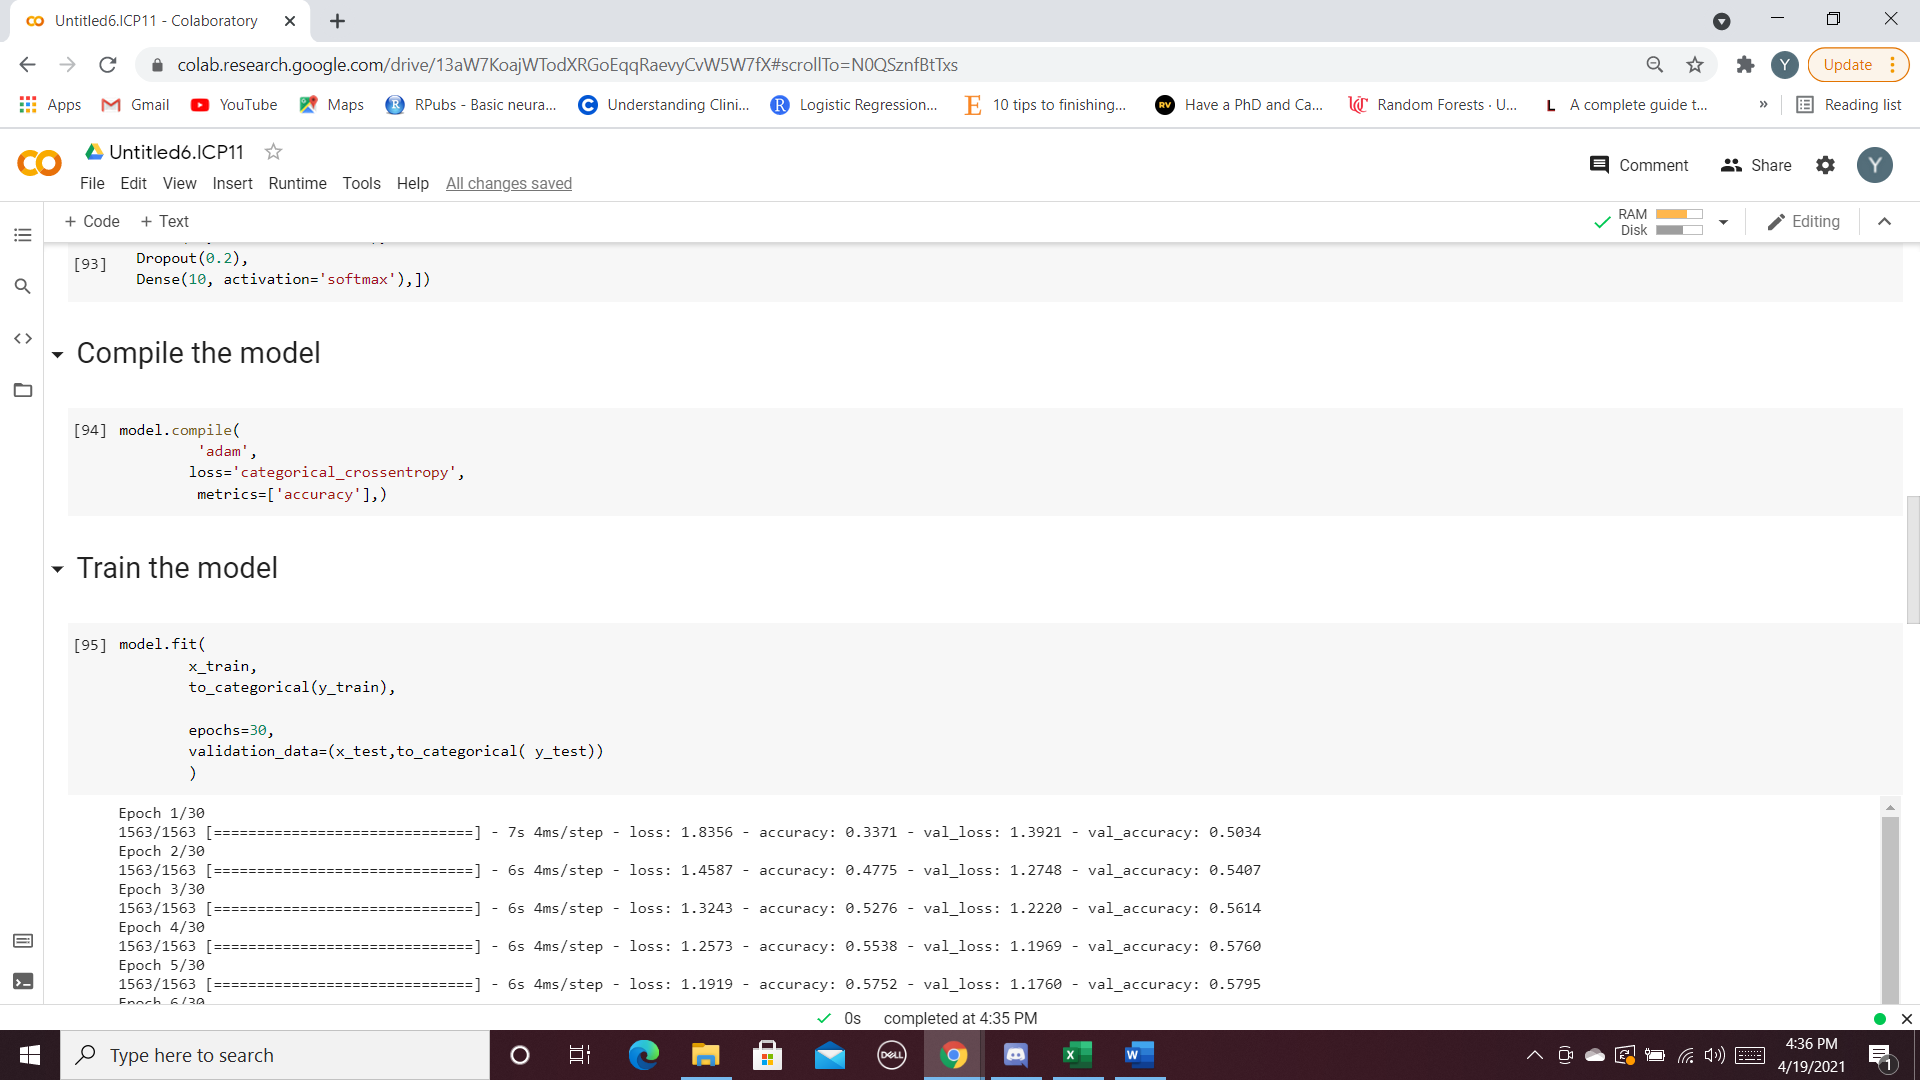 Untitled6.ICP11 - Colaboratory
colab.research.google.com/drive/13aW7KoajWTodXRGoEqqRaevyCvW5W7fX#scrollTo=N0QSznfBtTxs
Y
Update
Apps
Gmail
YouTube
Maps
RPubs - Basic neura...
Understanding Clini...
Logistic Regression...
10 tips to finishing...
Have a PhD and Ca...
Random Forests · U...
A complete guide t...
»
Reading list
Untitled6.ICP11
Comment
Share
Y
File Edit View Insert Runtime Tools Help All changes saved
+ Code + Text
RAM
Disk
Editing
[93] Dropout(0.2),
Dense(10, activation='softmax'),])
Compile the model
[94] model.compile(
'adam',
loss='categorical_crossentropy',
metrics=['accuracy'],)
Train the model
[95] model.fit(
x_train,
to_categorical(y_train),
epochs=30,
validation_data=(x_test,to_categorical( y_test))
)
Epoch 1/30
1563/1563 [==============================] - 7s 4ms/step - loss: 1.8356 - accuracy: 0.3371 - val_loss: 1.3921 - val_accuracy: 0.5034
Epoch 2/30
1563/1563 [==============================] - 6s 4ms/step - loss: 1.4587 - accuracy: 0.4775 - val_loss: 1.2748 - val_accuracy: 0.5407
Epoch 3/30
1563/1563 [==============================] - 6s 4ms/step - loss: 1.3243 - accuracy: 0.5276 - val_loss: 1.2220 - val_accuracy: 0.5614
Epoch 4/30
1563/1563 [==============================] - 6s 4ms/step - loss: 1.2573 - accuracy: 0.5538 - val_loss: 1.1969 - val_accuracy: 0.5760
Epoch 5/30
1563/1563 [==============================] - 6s 4ms/step - loss: 1.1919 - accuracy: 0.5752 - val_loss: 1.1760 - val_accuracy: 0.5795
Epoch 6/30
0s completed at 4:35 PM
Type here to search
DELL
4:36 PM
4/19/2021
1